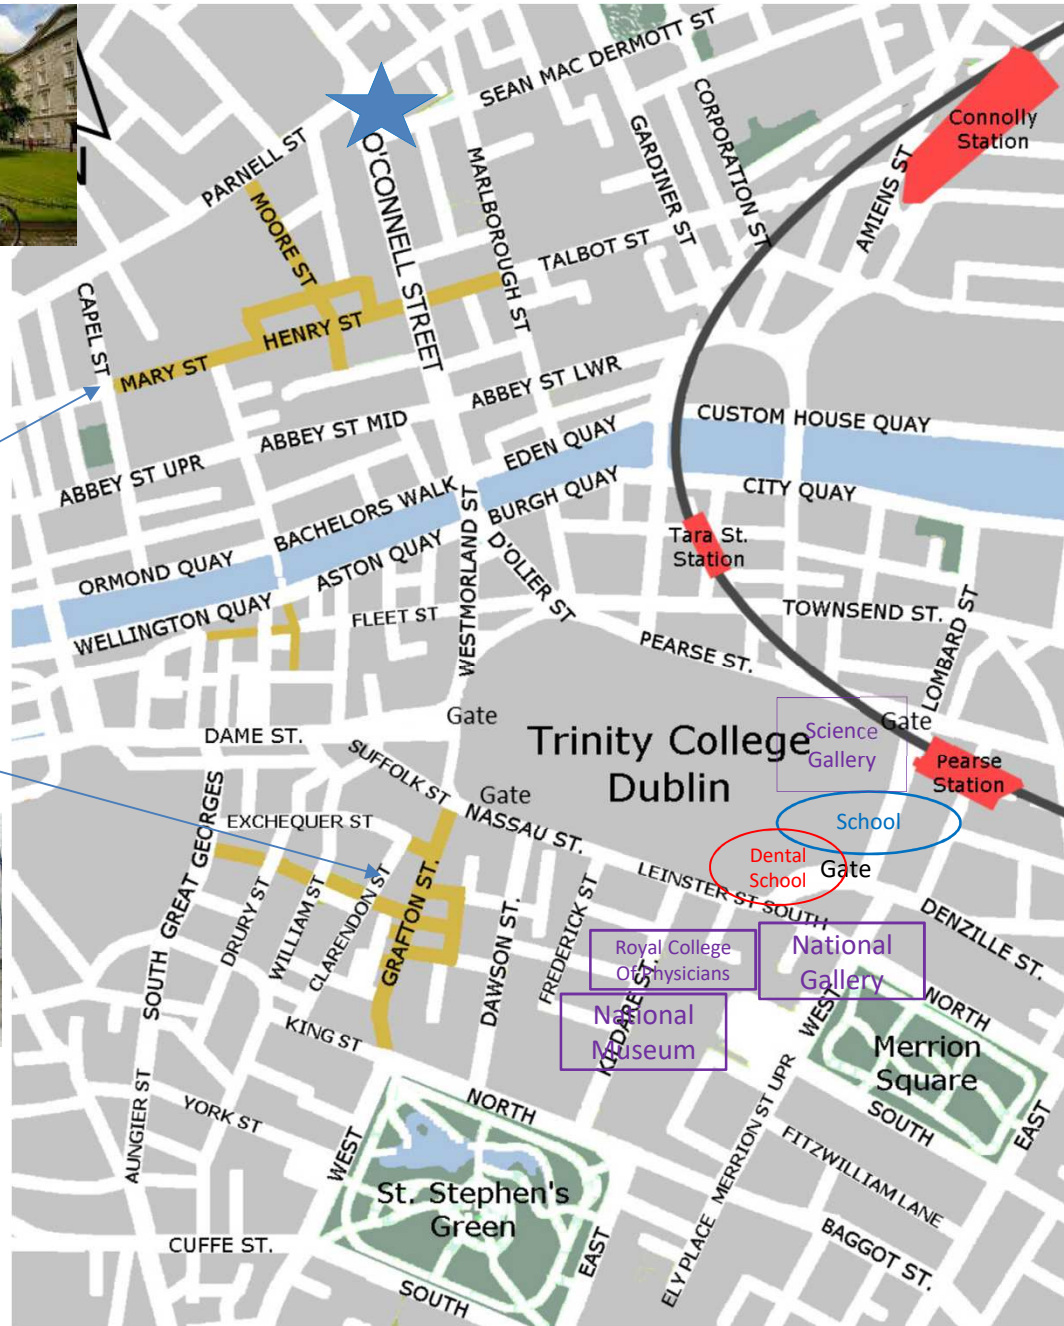 SEAN MAC DERMOTT ST
PARNELL ST
O'CONNELL STREET
MOORE ST
MARLBOROUGH ST
GARDINER ST
CORPORATION ST
Connolly
Station
AMIENS ST
TALBOT ST
CAPEL ST
HENRY ST
MARY ST
ABBEY ST LWR
ABBEY ST MID
ABBEY ST UPR
CUSTOM HOUSE QUAY
EDEN QUAY
BACHELORS WALK
BURGH QUAY
CITY QUAY
ORMOND QUAY
ASTON QUAY
WELLINGTON QUAY
Tara St.
Station
D'OLIER ST
WESTMORLAND ST
FLEET ST
TOWNSEND ST.
LOMBARD ST
PEARSE ST.
Gate
Gate
DAME ST.
Trinity College
Dublin
Science
Gallery
Pearse
Station
SUFFOLK ST
Gate
NASSAU ST.
EXCHEQUER ST
School
Dental
School
Gate
SOUTH GREAT GEORGES
DRURY ST
WILLIAM ST
CLARENDON ST
GRAFTON ST.
DAWSON ST.
FREDERICK ST
LEINSTER ST SOUTH
DENZILLE ST.
Royal College
Of Physicians
National
Gallery
National
Museum
KILDARE ST.
WEST
NORTH
Merrion
Square
SOUTH
EAST
KING ST
YORK ST
AUNGIER ST
WEST
NORTH
St. Stephen's
Green
EAST
SOUTH
CUFFE ST.
ELY PLACE
MERRION ST UPR
FITZWILLIAM LANE
BAGGOT ST.